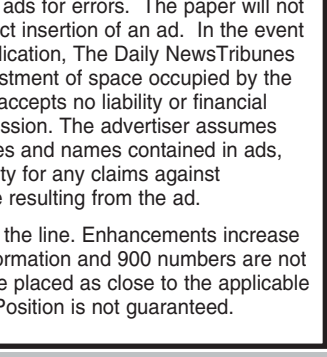 ads for errors. The paper will not
ct insertion of an ad. In the event
lication, The Daily NewsTribunes
stment of space occupied by the
accepts no liability or financial
ssion. The advertiser assumes
es and names contained in ads,
ty for any claims against
e resulting from the ad.
the line. Enhancements increase
ormation and 900 numbers are not
e placed as close to the applicable
Position is not guaranteed.